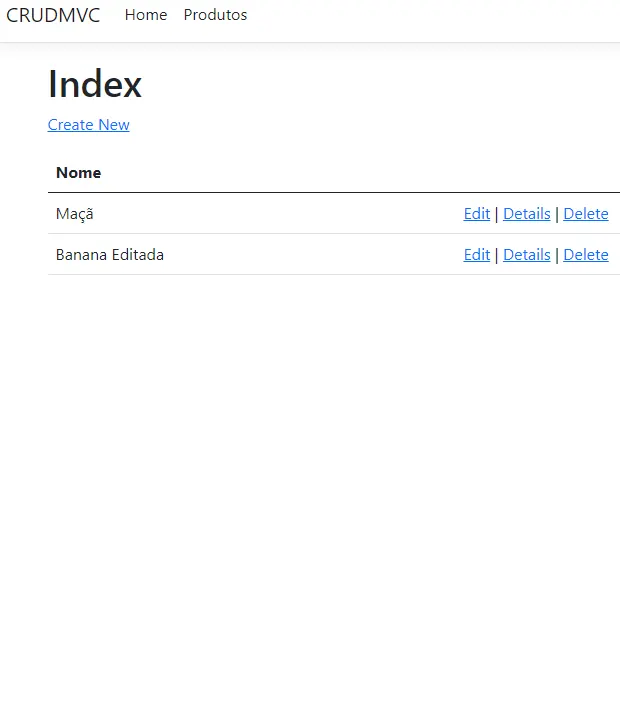 CRUDMVC Home Produtos
Index
Create New
Nome
Maçã Edit | Details | Delete
Banana Editada Edit | Details | Delete